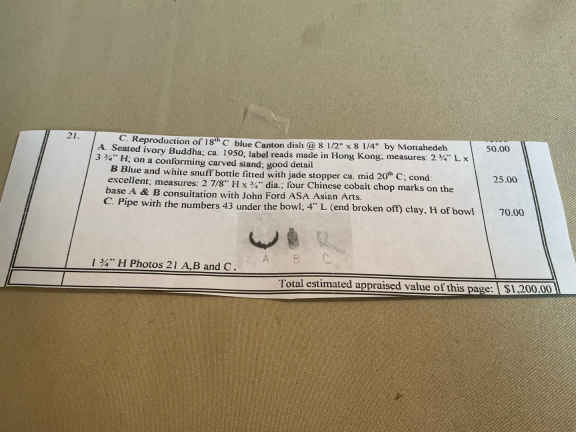 C. Reproduction of 18th C blue Canton dish @ 8 1/2" x 8 1/4" by Mottahedeh
21. A. Seated ivory Buddha, ca. 1950, label reads made in Hong Kong, measures: 2 ¾" L x 50.00
3 ¾" H; on a conforming carved stand; good detail
B Blue and white snuff bottle fitted with jade stopper ca. mid 20th C; cond: 25.00
excellent, measures: 2 7/8" H x ¾" dia.; four Chinese cobalt chop marks on the
base A & B consultation with John Ford ASA Asian Arts.
C. Pipe with the numbers 43 under the bowl, 4" L (end broken off) clay, H of bowl 70.00
A B C
1 ¾" H Photos 21 A,B and C.
Total estimated appraised value of this page: $1,200.00